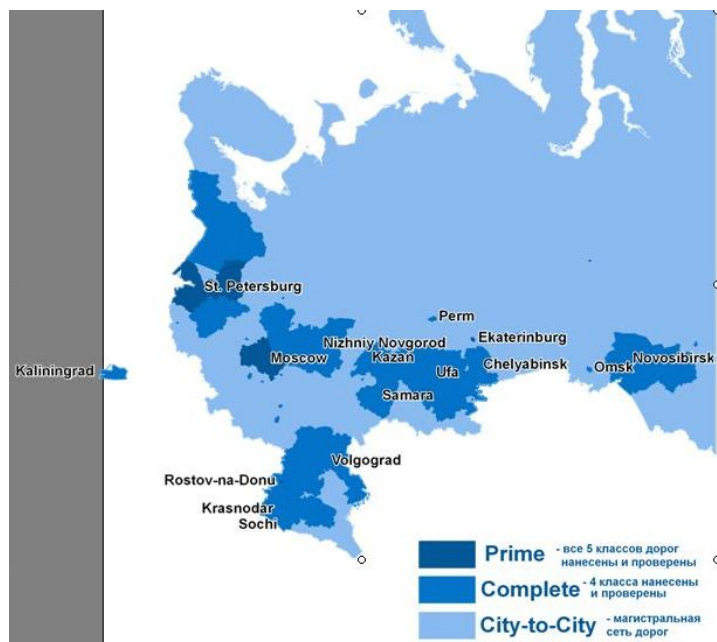 St. Petersburg
Perm
Nizhniy Novgorod
Ekaterinburg
Moscow
Kazan
Chelyabinsk
Omsk
Novosibirsk
Kaliningrad
Ufa
Samara
Volgograd
Rostov-na-Donu
Krasnodar
Sochi
Prime - все 5 классов дорог
нанесены и проверены
Complete - 4 класса нанесены
и проверены
City-to-City - магистральная
сеть дорог